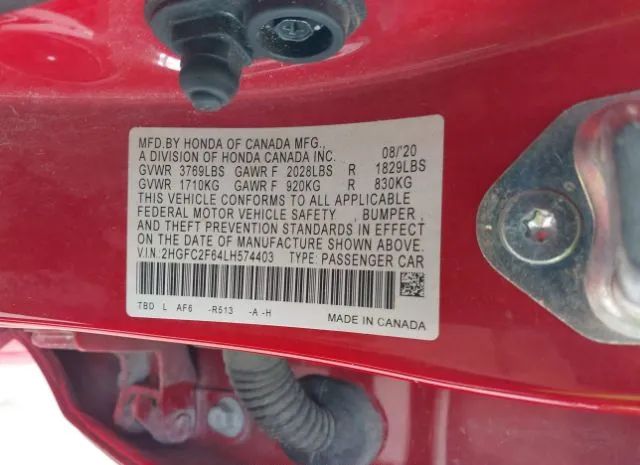 MFD.BY HONDA OF CANADA MFG.,
A DIVISION OF HONDA CANADA INC. 08/'20
GVWR 3769LBS GAWR F 2028LBS R 1829LBS
GVWR 1710KG GAWR F 920KG R 830KG
THIS VEHICLE CONFORMS TO ALL APPLICABLE
FEDERAL MOTOR VEHICLE SAFETY , BUMPER ,
AND THEFT PREVENTION STANDARDS IN EFFECT
ON THE DATE OF MANUFACTURE SHOWN ABOVE.
V.I.N.:2HGFC2F64LH574403 TYPE: PASSENGER CAR
TBD L AF6 -R513 -A -H
MADE IN CANADA